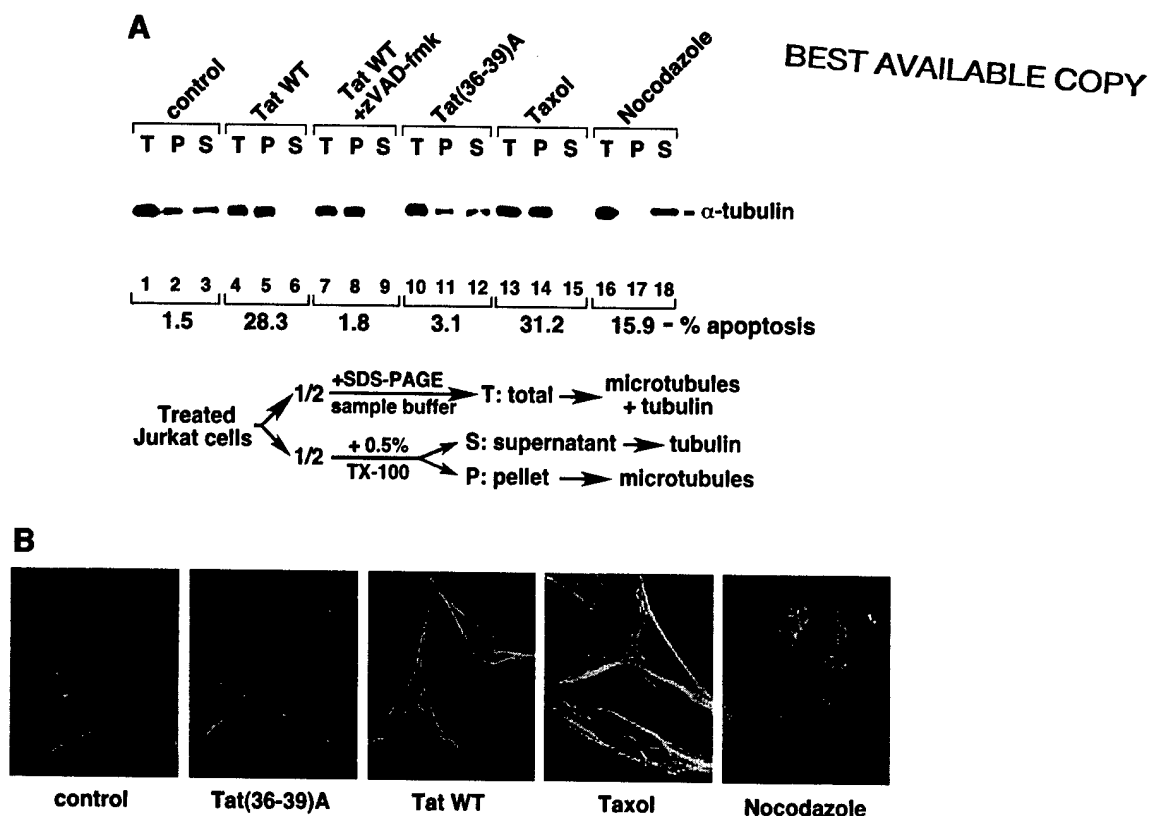 A
BEST AVAILABLE COPY
control
Tat WT
Tat WT
+zVAD-fmk
Tat(36-39)A
Taxol
Nocodazole
T P S T P S T P S T P S T P S T P S
- α-tubulin
1 2 3 4 5 6 7 8 9 10 11 12 13 14 15 16 17 18
1.5 28.3 1.8 3.1 31.2 15.9 - % apoptosis
Treated
Jurkat cells
1/2 +SDS-PAGE
sample buffer
T: total
microtubules
+ tubulin
1/2 + 0.5%
TX-100
S: supernatant
tubulin
P: pellet
microtubules
B
control
Tat(36-39)A
Tat WT
Taxol
Nocodazole